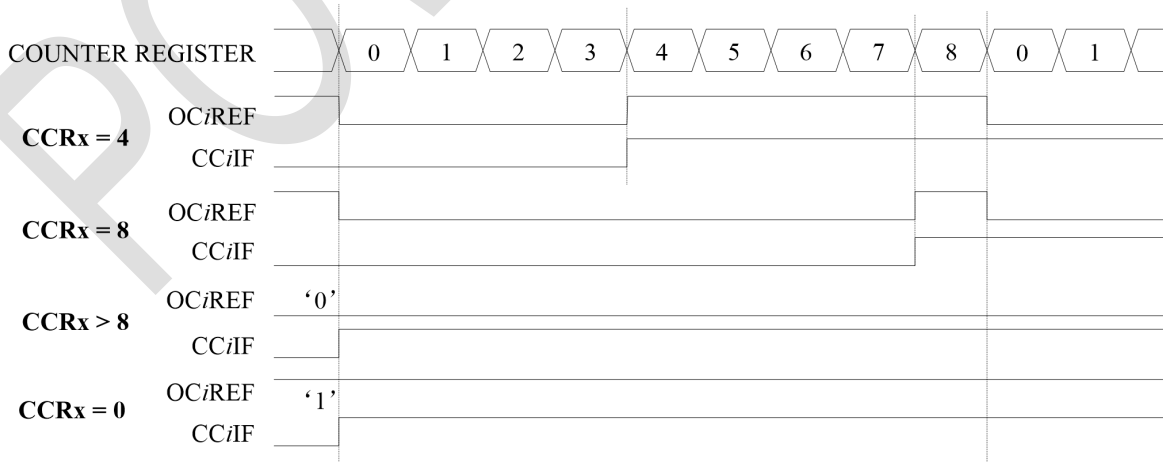 COUNTER REGISTER 0 1 2 3 4 5 6 7 8 0 1
CCRx = 4
OCiREF
CCiIF
CCRx = 8
OCiREF
CCiIF
CCRx > 8
OCiREF ‘0’
CCiIF
CCRx = 0
OCiREF ‘1’
CCiIF